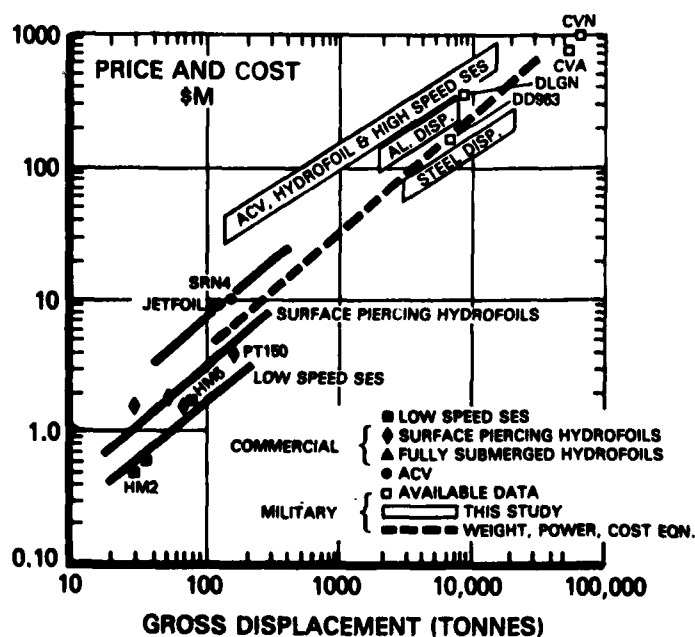 PRICE AND COST
$M
1000
100
10
1.0
0.10
CVN
CVA
DLGN
DD963
ACV, HYDROFOIL & HIGH SPEED SES
AL. DISP.
STEEL DISP.
SRN4
JETFOIL
SURFACE PIERCING HYDROFOILS
PT150
LOW SPEED SES
HM2
COMMERCIAL
LOW SPEED SES
SURFACE PIERCING HYDROFOILS
FULLY SUBMERGED HYDROFOILS
ACV
MILITARY
AVAILABLE DATA
THIS STUDY
WEIGHT, POWER, COST EQN.
10
100
1000
10,000
100,000
GROSS DISPLACEMENT (TONNES)